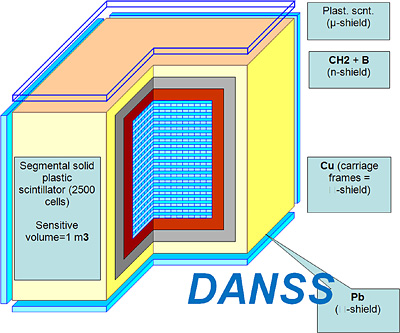 Plast. scnt.
(μ-shield)
CH2 + B
(n-shield)
Segmental solid
plastic
scintillator (2500
cells)
Sensitive
volume=1 m3
Cu (carriage
frames =
□-shield)
DANSS
Pb
(□-shield)